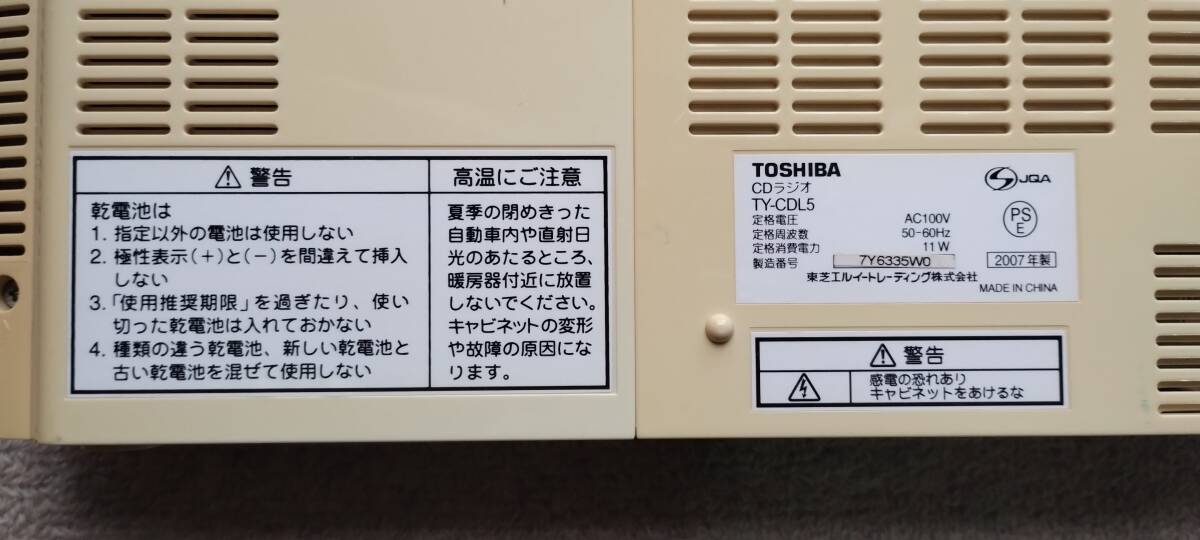 ⚠ 警告
乾電池は
1. 指定以外の電池は使用しない
2. 極性表示(+)と(−)を間違えて挿入
しない
3.「使用推奨期限」を過ぎたり、使い
切った乾電池は入れておかない
4. 種類の違う乾電池、新しい乾電池と
古い乾電池を混ぜて使用しない
高温にご注意
夏季の閉めきった
自動車内や直射日
光のあたるところ、
暖房器付近に放置
しないでください。
キャビネットの変形
や故障の原因にな
ります。
TOSHIBA
CDラジオ
TY-CDL5
定格電圧 AC100V
定格周波数 50-60Hz
定格消費電力 11W
製造番号 7Y6335W0
東芝エルイートレーディング株式会社
JQA
PS
E
2007年製
MADE IN CHINA
⚠ 警告
感電の恐れあり
キャビネットをあけるな